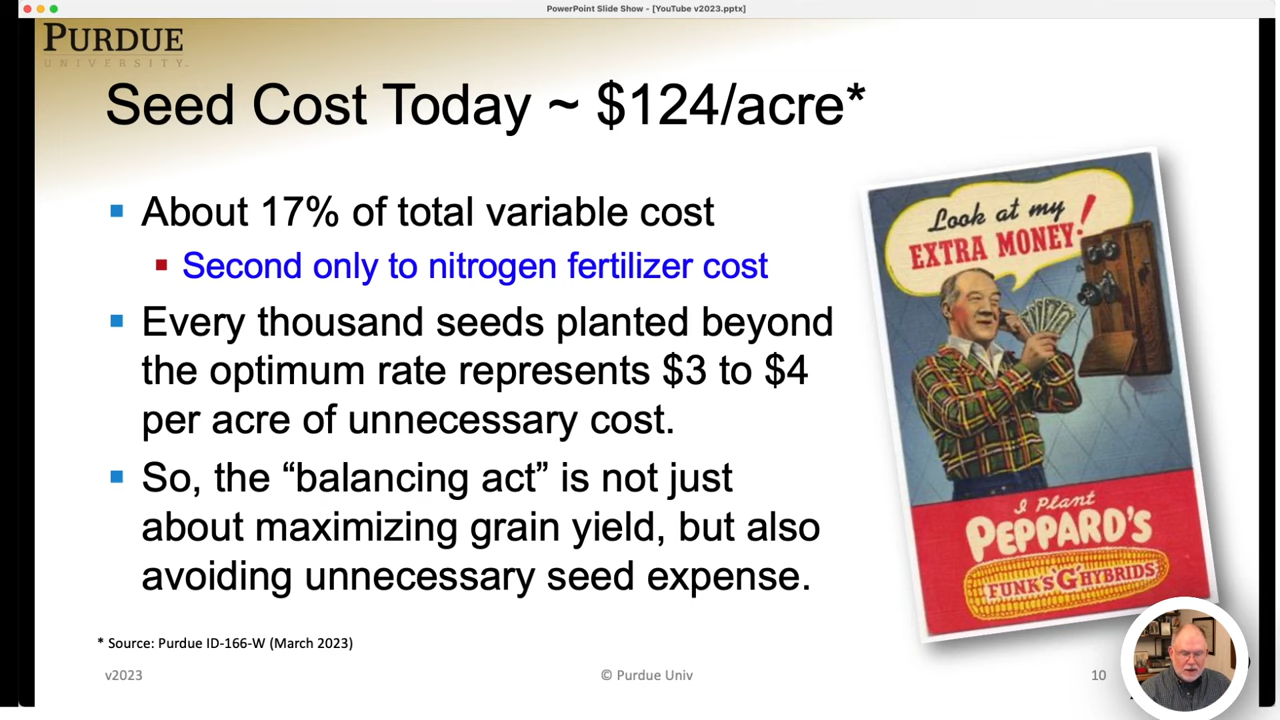 PowerPoint Slide Show - [YouTube v2023.pptx]
PURDUE
UNIVERSITY.
Seed Cost Today ~ $124/acre*
About 17% of total variable cost
Second only to nitrogen fertilizer cost
Every thousand seeds planted beyond
the optimum rate represents $3 to $4
per acre of unnecessary cost.
So, the “balancing act” is not just
about maximizing grain yield, but also
avoiding unnecessary seed expense.
Look at my
EXTRA MONEY!
I Plant
PEPPARD'S
FUNK'S "G" HYBRIDS
* Source: Purdue ID-166-W (March 2023)
v2023
© Purdue Univ
10